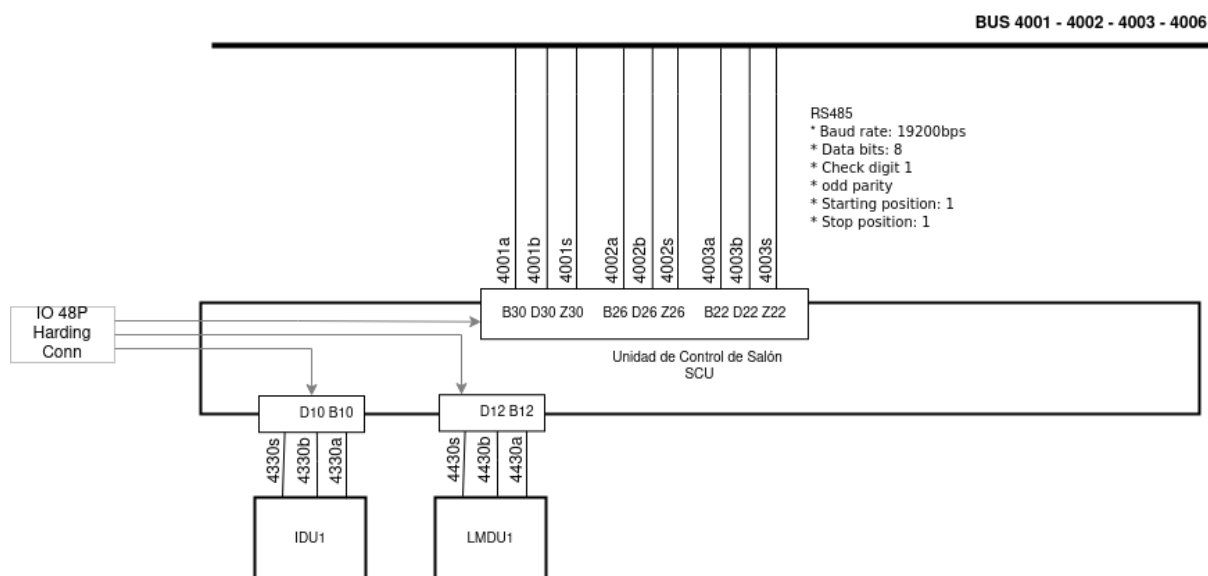 BUS 4001 - 4002 - 4003 - 4006
RS485
* Baud rate: 19200bps
* Data bits: 8
* Check digit 1
* odd parity
* Starting position: 1
* Stop position: 1
4001a
4001b
4001s
4002a
4002b
4002s
4003a
4003b
4003s
IO 48P
Harding
Conn
B30 D30 Z30 B26 D26 Z26 B22 D22 Z22
Unidad de Control de Salón
SCU
D10 B10
D12 B12
4330s
4330b
4330a
4430s
4430b
4430a
IDU1
LMDU1